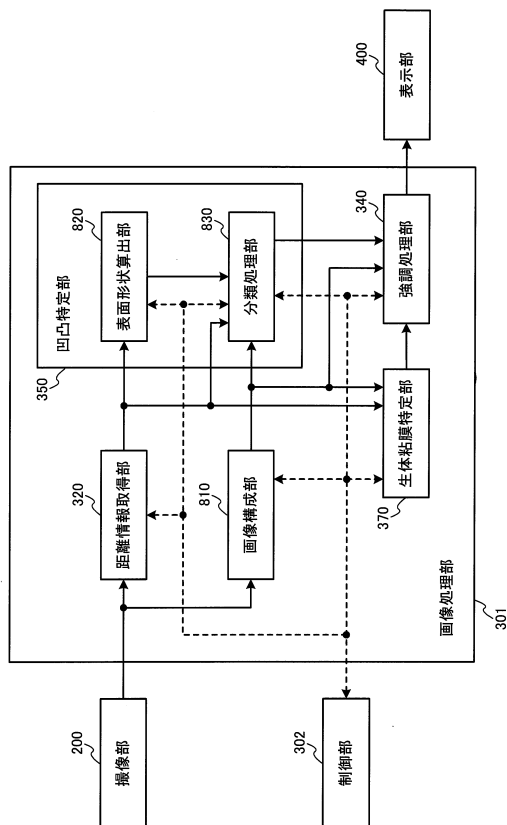 200
撮像部
302
制御部
301
画像処理部
320
距離情報取得部
810
画像構成部
350
凹凸特定部
820
表面形状算出部
830
分類処理部
370
生体粘膜特定部
340
強調処理部
400
表示部